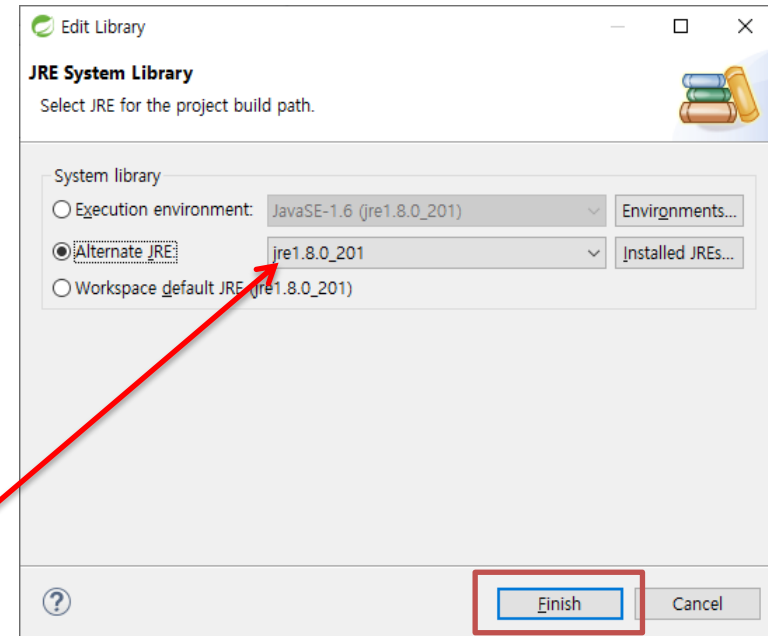 Edit Library
JRE System Library
Select JRE for the project build path.
System library
Execution environment: JavaSE-1.6 (jre1.8.0_201) Environments...
Alternate JRE: jre1.8.0_201 Installed JREs...
Workspace default JRE (jre1.8.0_201)
? Finish Cancel